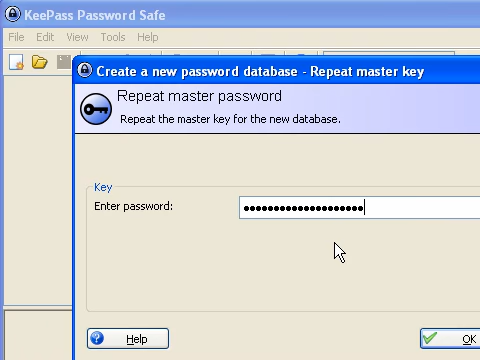 KeePass Password Safe
File Edit View Tools Help
Create a new password database - Repeat master key
Repeat master password
Repeat the master key for the new database.
Key
Enter password:
●●●●●●●●●●●●●●●●●●●●
Help
OK